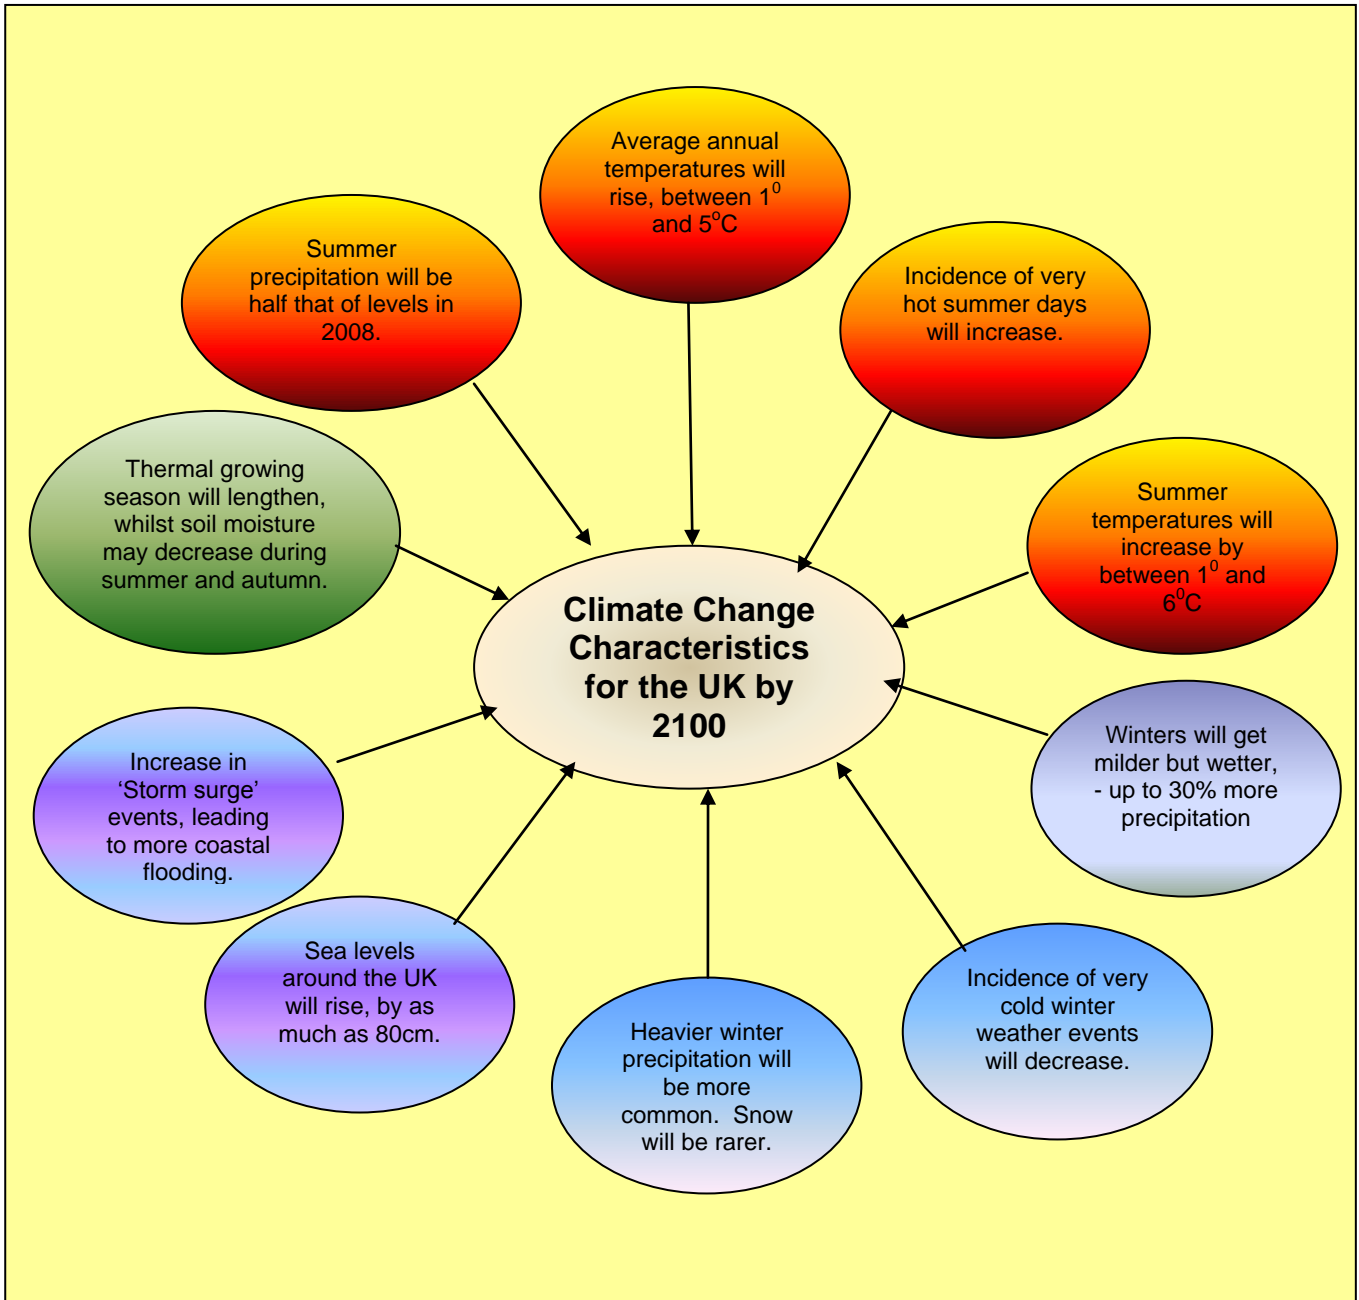 Average annual
temperatures will
rise, between 1⁰
and 5°C
Summer
precipitation will be
half that of levels in
2008.
Incidence of very
hot summer days
will increase.
Thermal growing
season will lengthen,
whilst soil moisture
may decrease during
summer and autumn.
Summer
temperatures will
increase by
between 1⁰ and
6⁰C
Climate Change
Characteristics
for the UK by
2100
Increase in
‘Storm surge’
events, leading
to more coastal
flooding.
Winters will get
milder but wetter,
- up to 30% more
precipitation
Sea levels
around the UK
will rise, by as
much as 80cm.
Heavier winter
precipitation will
be more
common.  Snow
will be rarer.
Incidence of very
cold winter
weather events
will decrease.